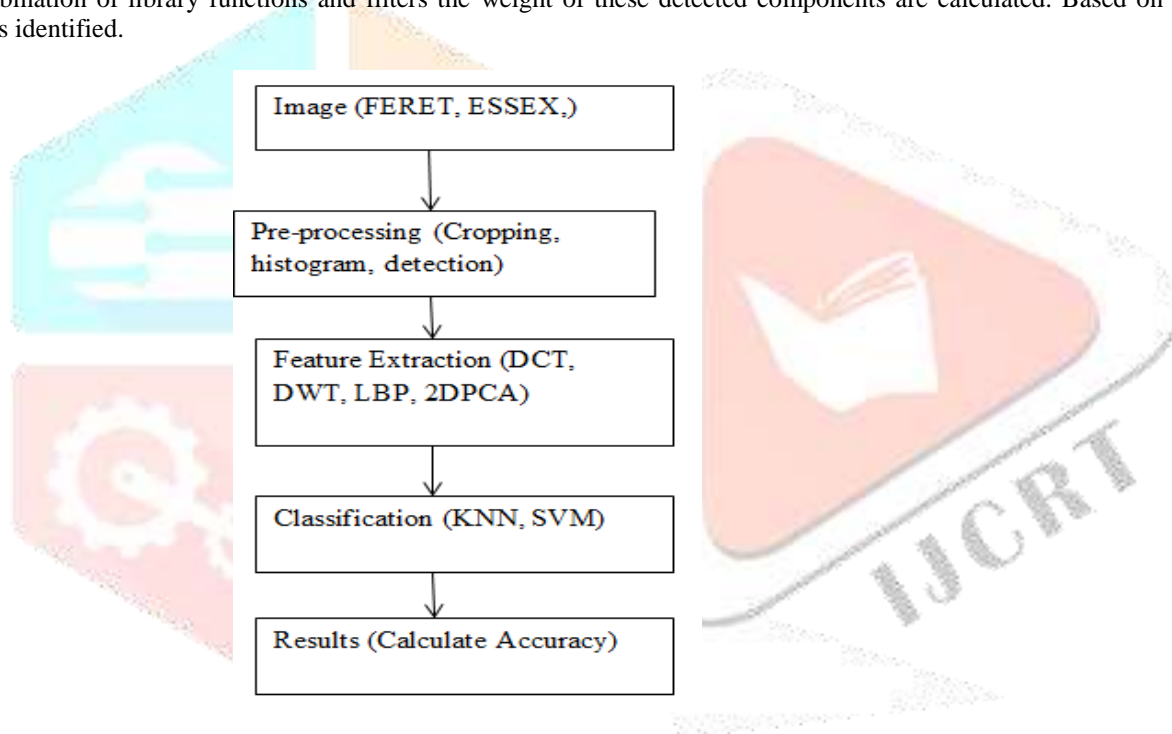 bination of library functions and filters the weight of these detected components are calculated. Based on
s identified.
Image (FERET, ESSEX,)
Pre-processing (Cropping,
histogram, detection)
Feature Extraction (DCT,
DWT, LBP, 2DPCA)
Classification (KNN, SVM)
Results (Calculate Accuracy)
IJCRT